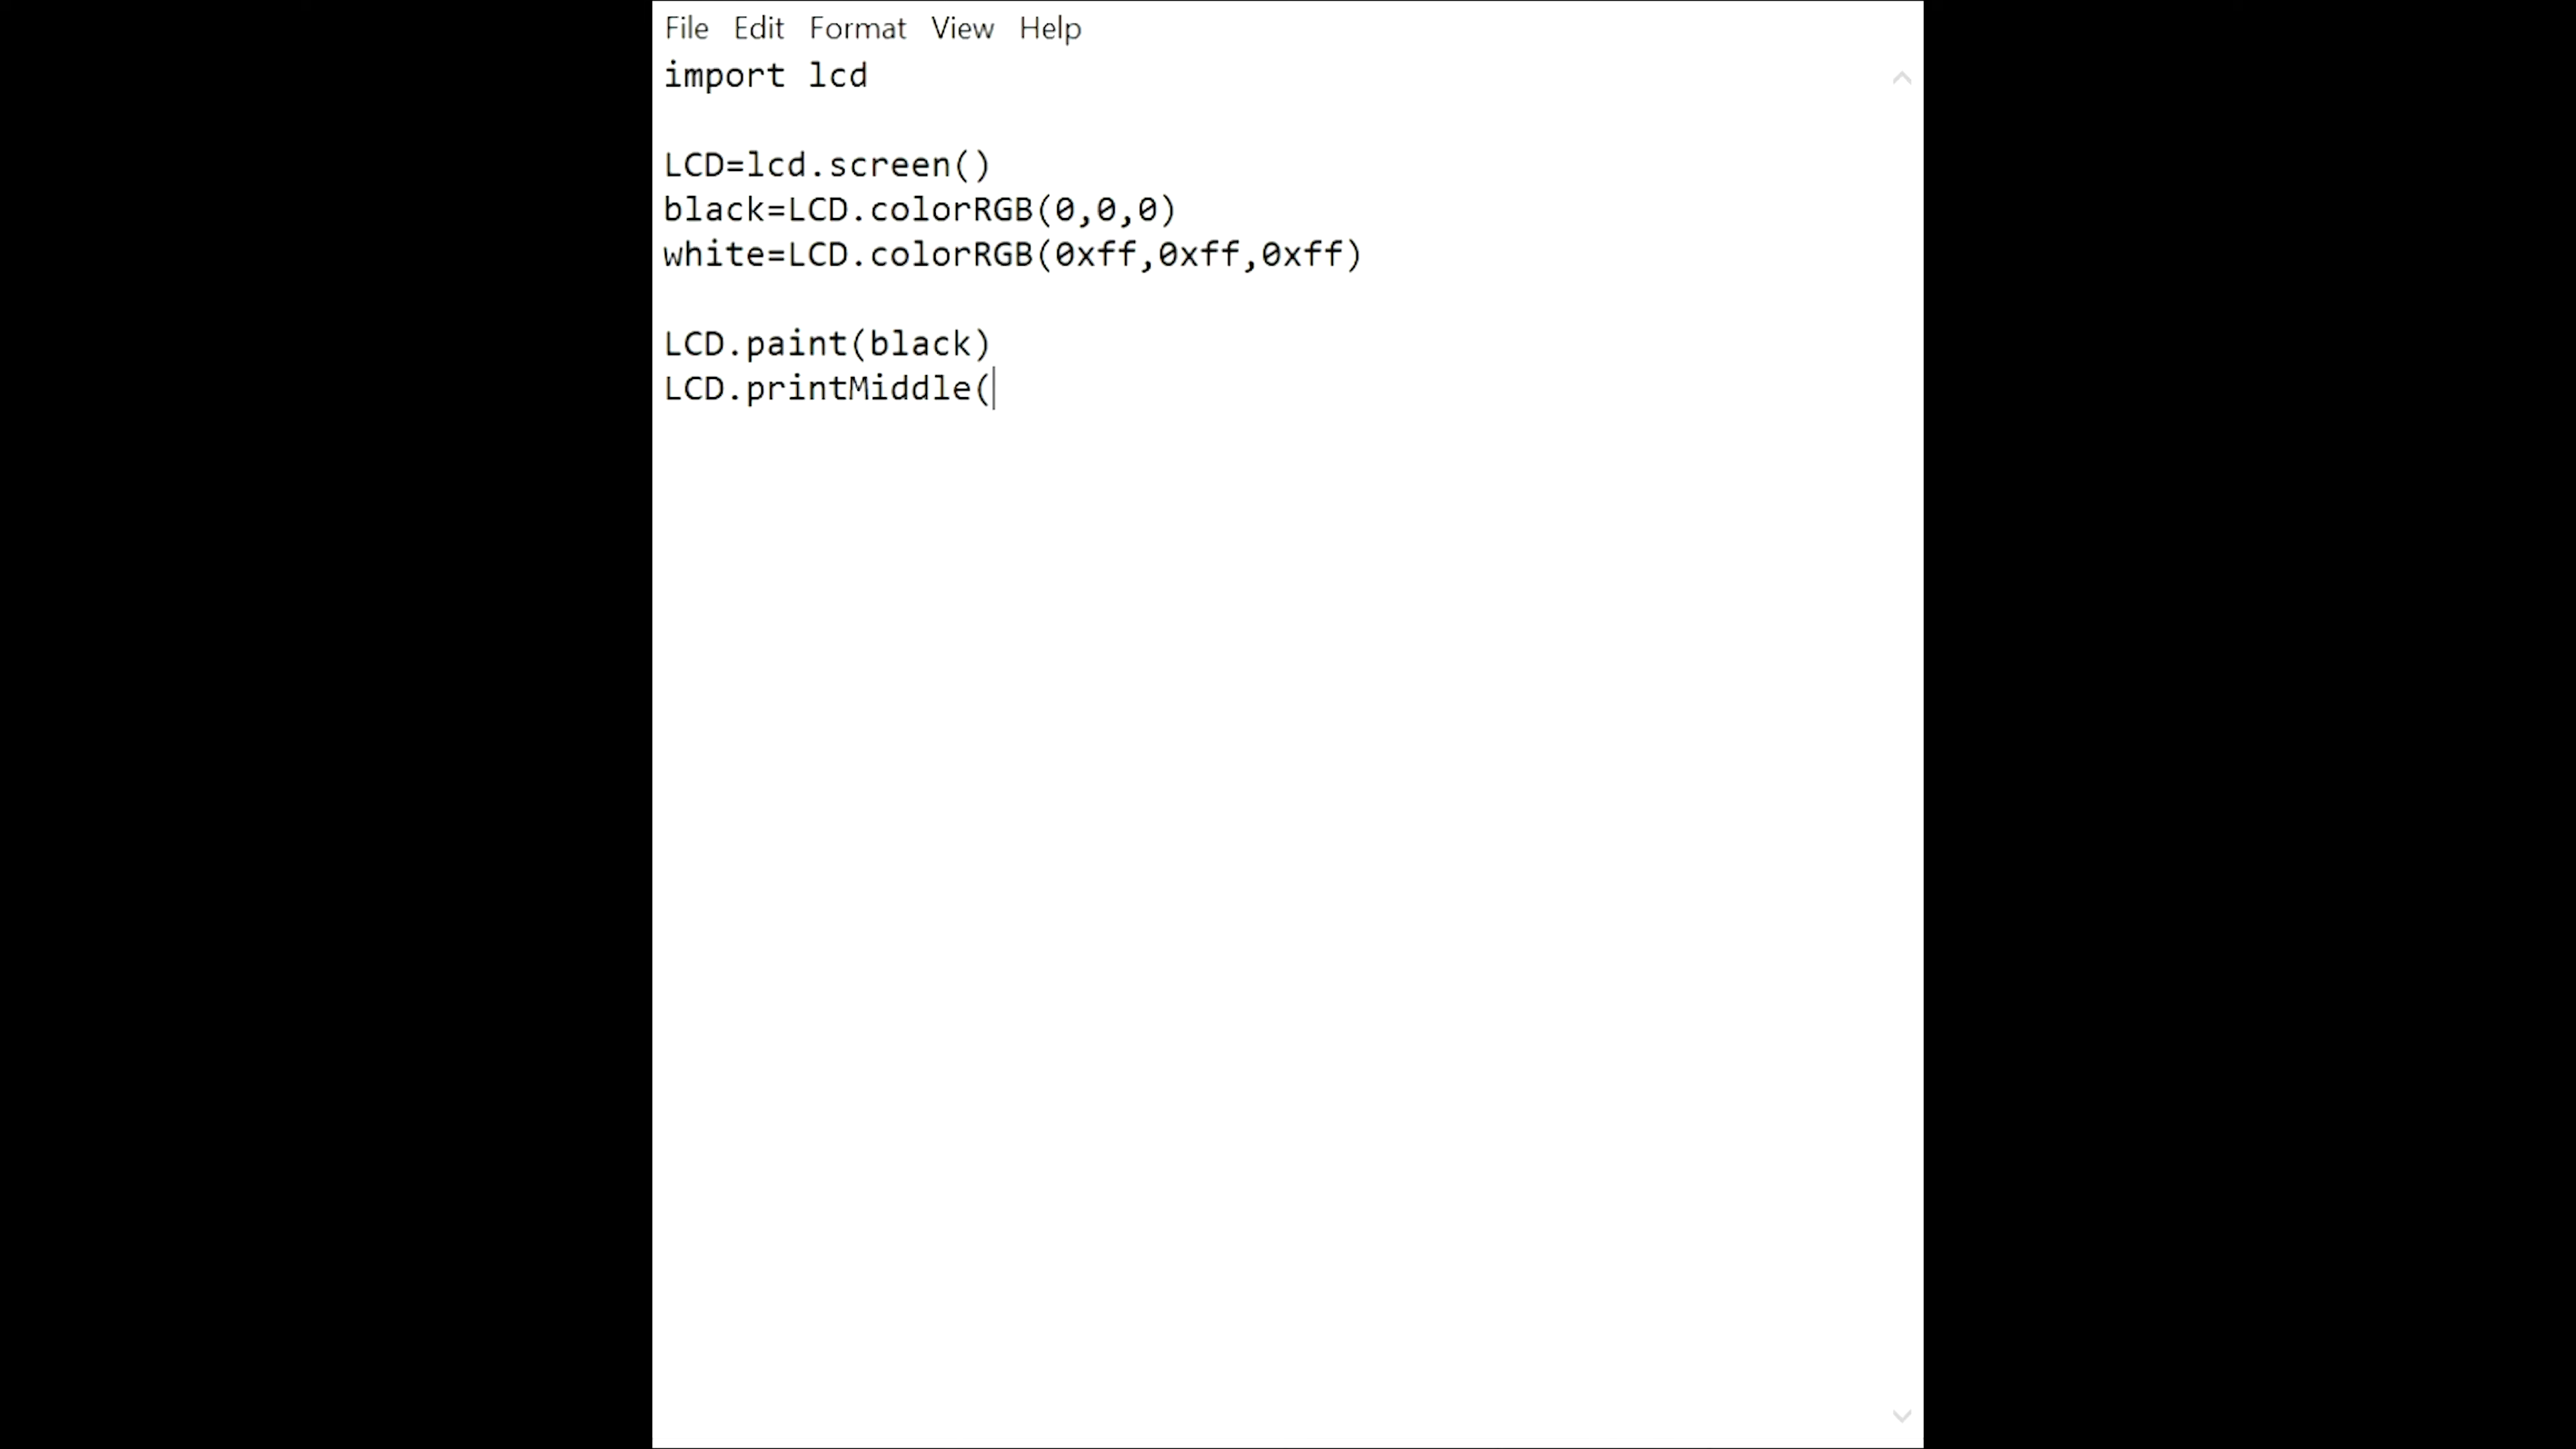 File Edit Format View Help
import lcd
LCD=lcd.screen()
black=LCD.colorRGB(0,0,0)
white=LCD.colorRGB(0xff,0xff,0xff)
LCD.paint(black)
LCD.printMiddle(